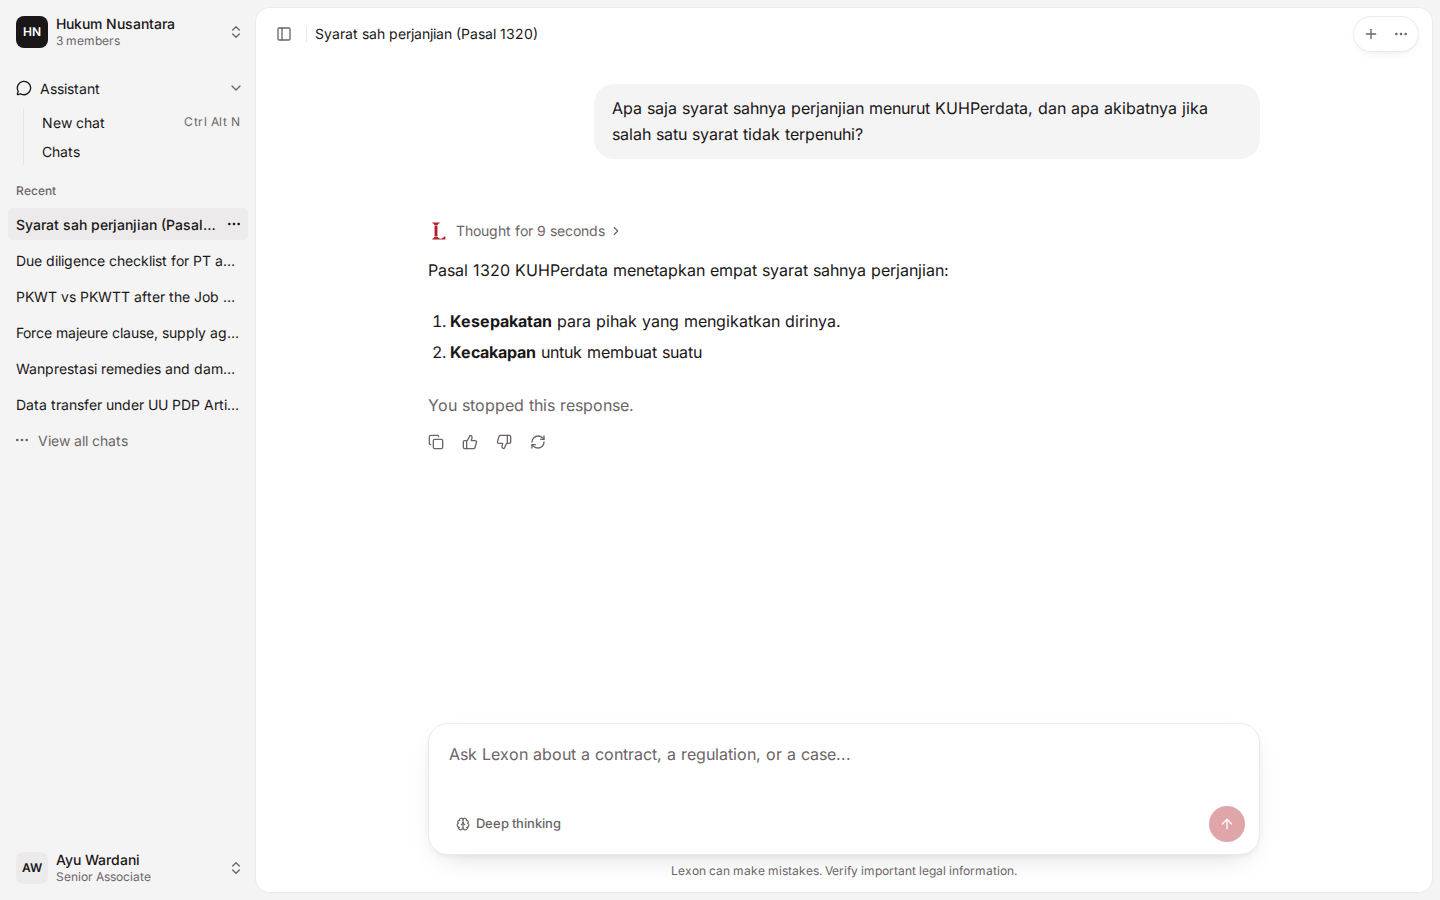 HN
Hukum Nusantara
3 members
Assistant
New chat
Ctrl Alt N
Chats
Recent
Syarat sah perjanjian (Pasal...
Due diligence checklist for PT a...
PKWT vs PKWTT after the Job ...
Force majeure clause, supply ag...
Wanprestasi remedies and dam...
Data transfer under UU PDP Arti...
View all chats
AW
Ayu Wardani
Senior Associate
Syarat sah perjanjian (Pasal 1320)
Apa saja syarat sahnya perjanjian menurut KUHPerdata, dan apa akibatnya jika
salah satu syarat tidak terpenuhi?
L
Thought for 9 seconds
Pasal 1320 KUHPerdata menetapkan empat syarat sahnya perjanjian:
1. Kesepakatan para pihak yang mengikatkan dirinya.
2. Kecakapan untuk membuat suatu
You stopped this response.
Ask Lexon about a contract, a regulation, or a case...
Deep thinking
Lexon can make mistakes. Verify important legal information.